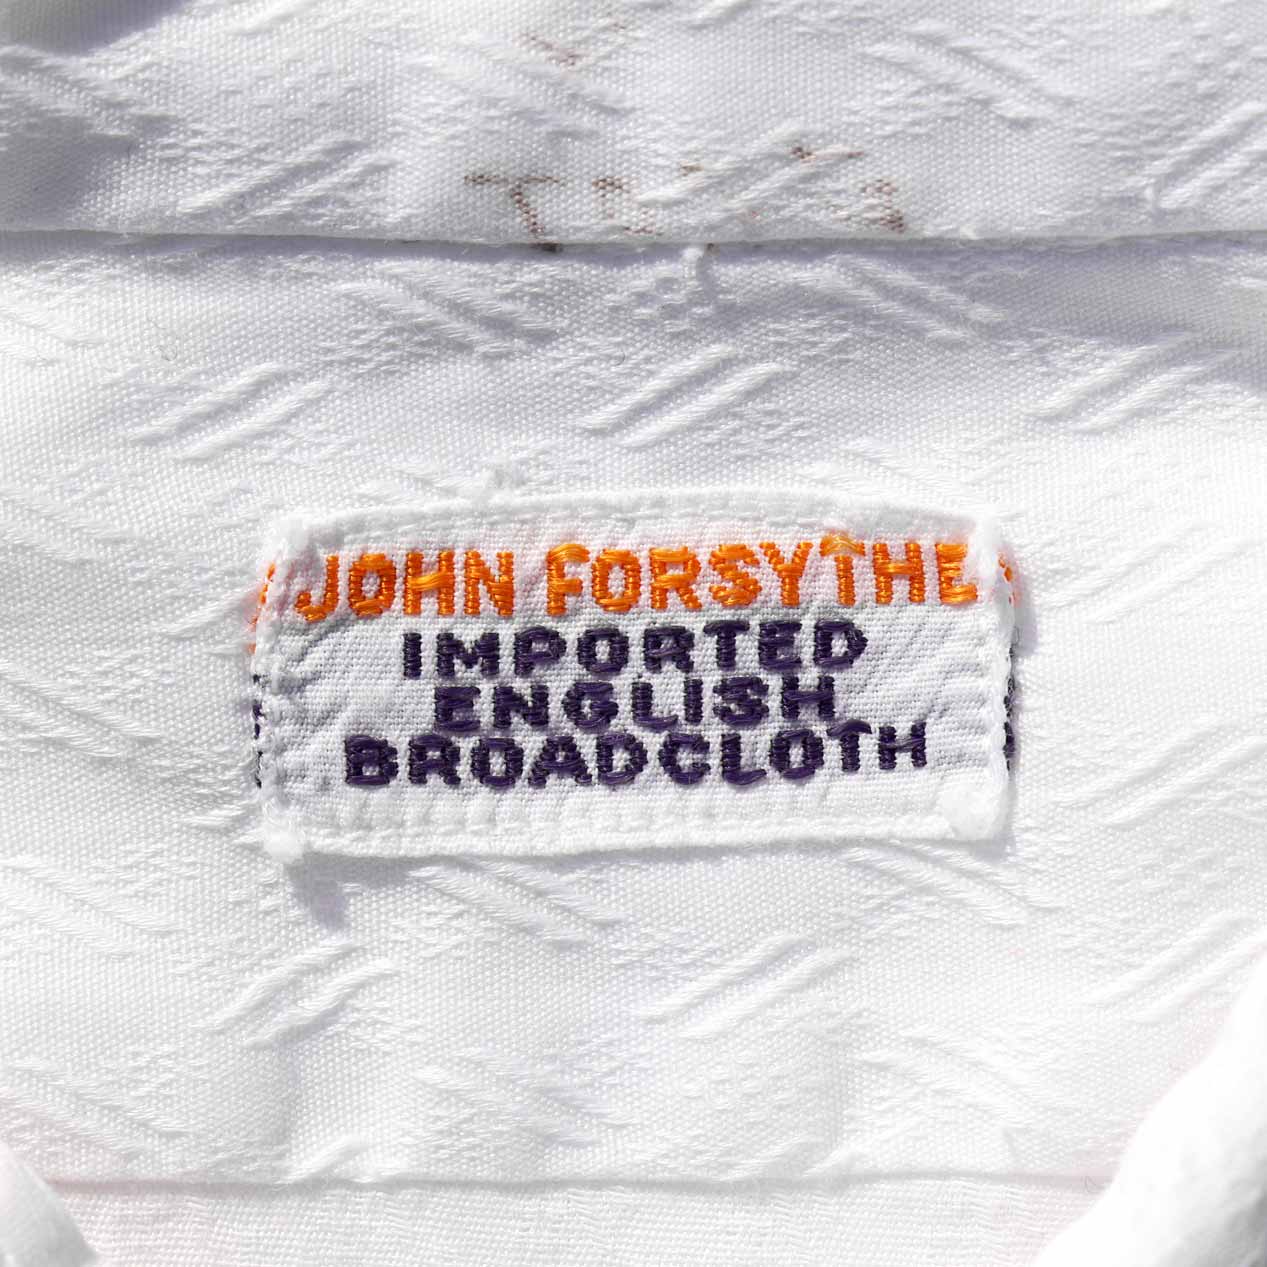 JOHN FORSYTHE
IMPORTED
ENGLISH
BROADCLOTH